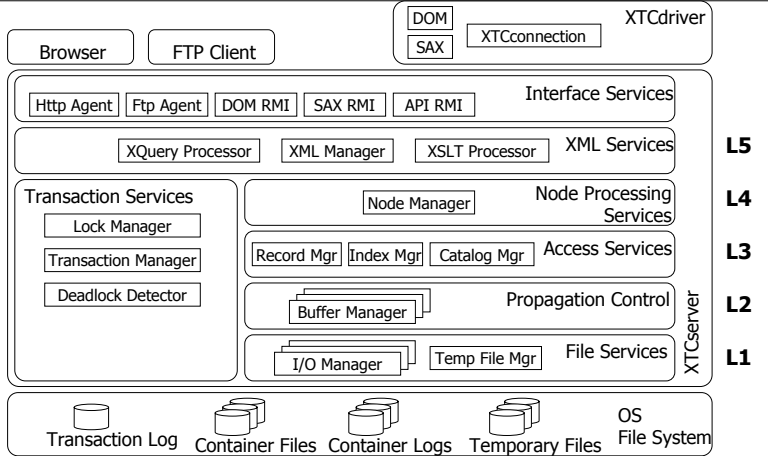 DOM
SAX
XTCconnection
XTCdriver
Browser
FTP Client
Interface Services
Http Agent
Ftp Agent
DOM RMI
SAX RMI
API RMI
XML Services
L5
XQuery Processor
XML Manager
XSLT Processor
Transaction Services
Lock Manager
Transaction Manager
Deadlock Detector
Node Processing
Services
L4
Node Manager
Access Services
L3
Record Mgr
Index Mgr
Catalog Mgr
Propagation Control
L2
Buffer Manager
File Services
L1
I/O Manager
Temp File Mgr
XTCserver
OS
File System
Transaction Log
Container Files
Container Logs
Temporary Files